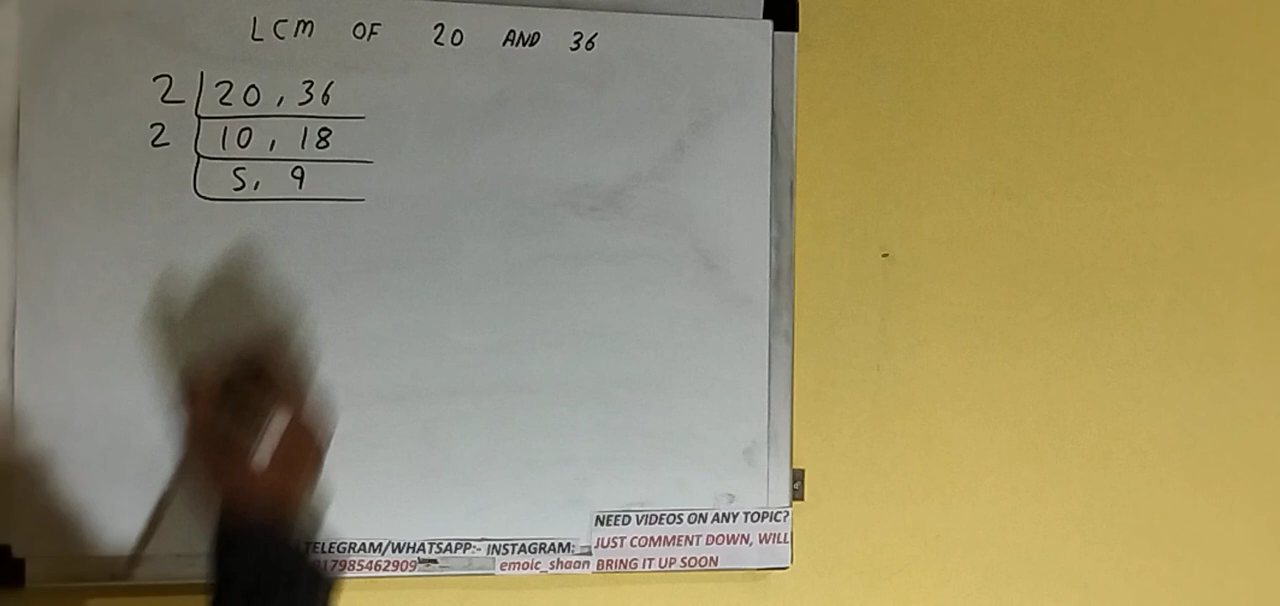 LCM OF 20 AND 36
2 20, 36
2 10, 18
5, 9
NEED VIDEOS ON ANY TOPIC?
JUST COMMENT DOWN, WILL
BRING IT UP SOON
TELEGRAM/WHATSAPP:- INSTAGRAM:
17985462909 emoic_shaan